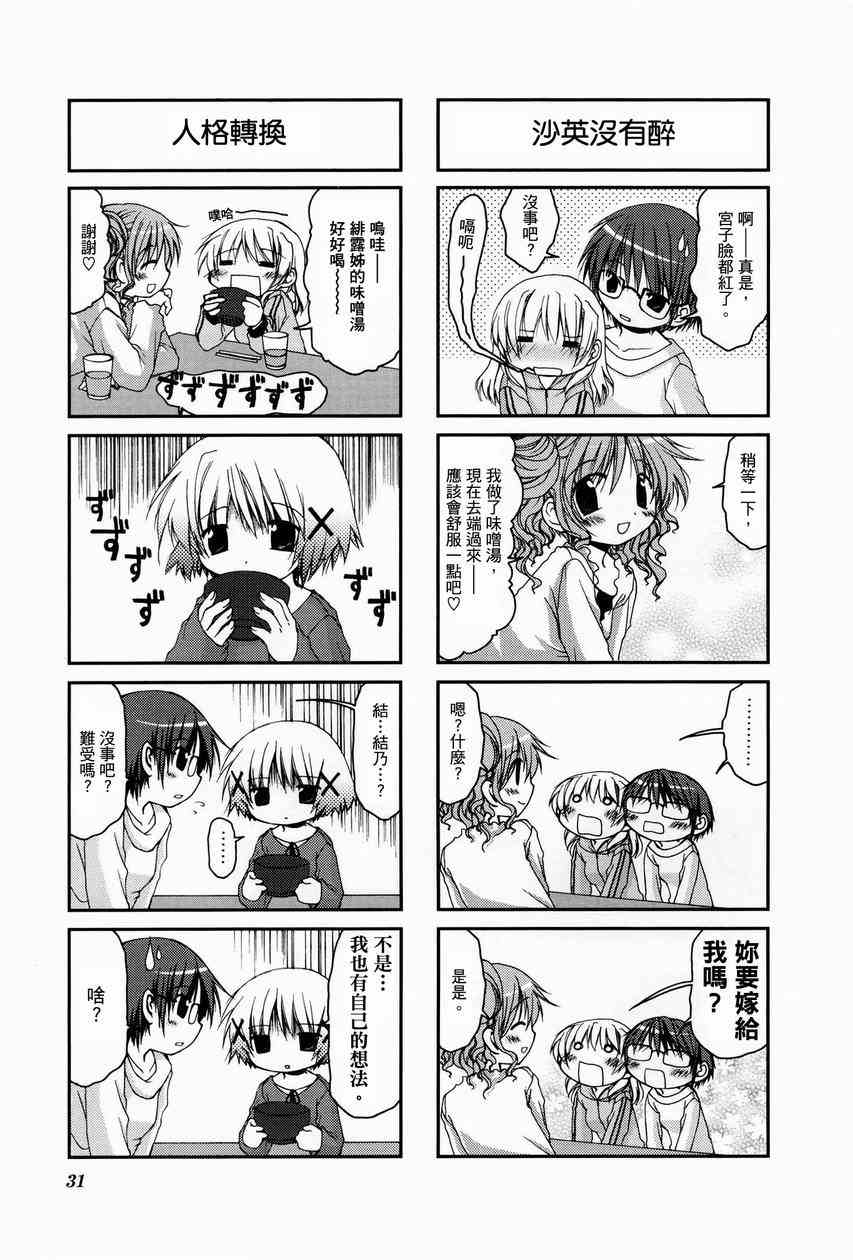 沙英沒有醉
啊——真是，
宮子臉都紅了。
沒事吧？
嗝呃
稍等一下，
我做了味噌湯，
現在去端過來——
應該會舒服一點吧♡
…………
嗯？什麼？
妳要嫁給
我嗎？
是是。
人格轉換
嗚哇——
緋露姊的味噌湯
好好喝〜〜〜〜
噗哈
謝謝♡
ずずずずずず
ずずず
ずず
結…結乃…？
……
沒事吧？
難受嗎？
不是…
我也有自己的想法。
啥？
31